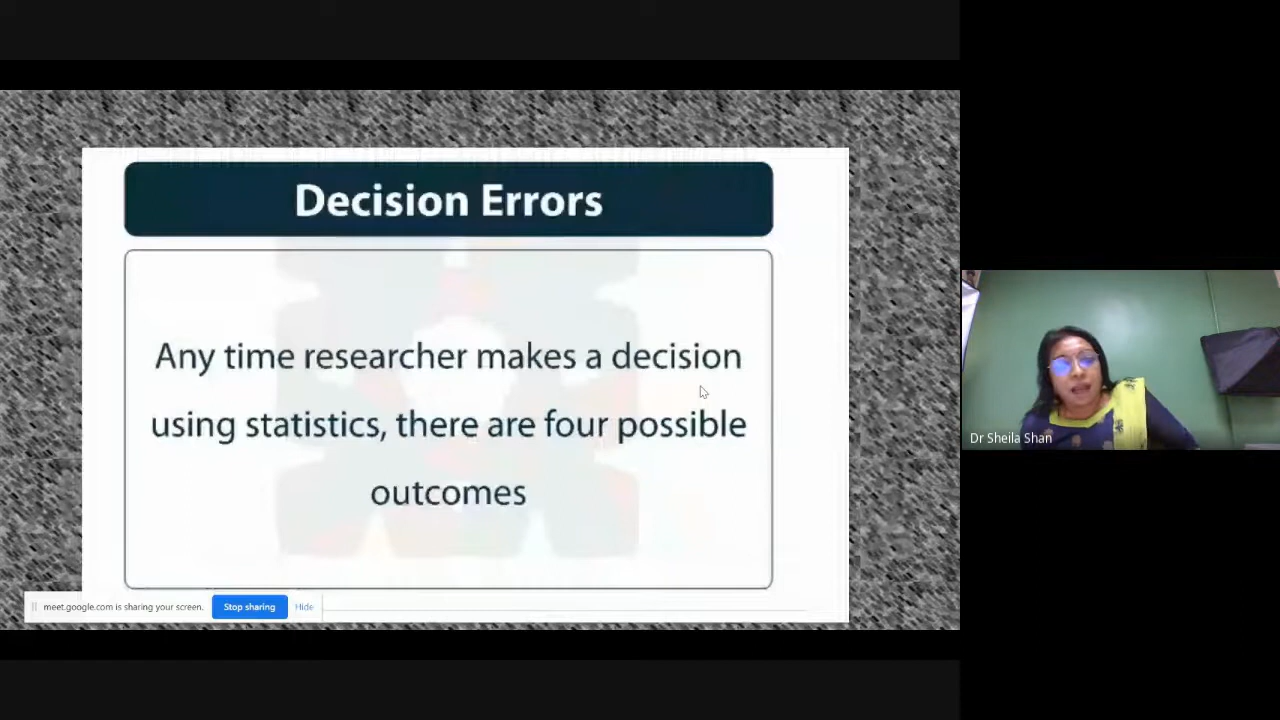 Decision Errors
Any time researcher makes a decision
using statistics, there are four possible
outcomes
meet.google.com is sharing your screen.
Stop sharing
Hide
Dr Sheila Shan